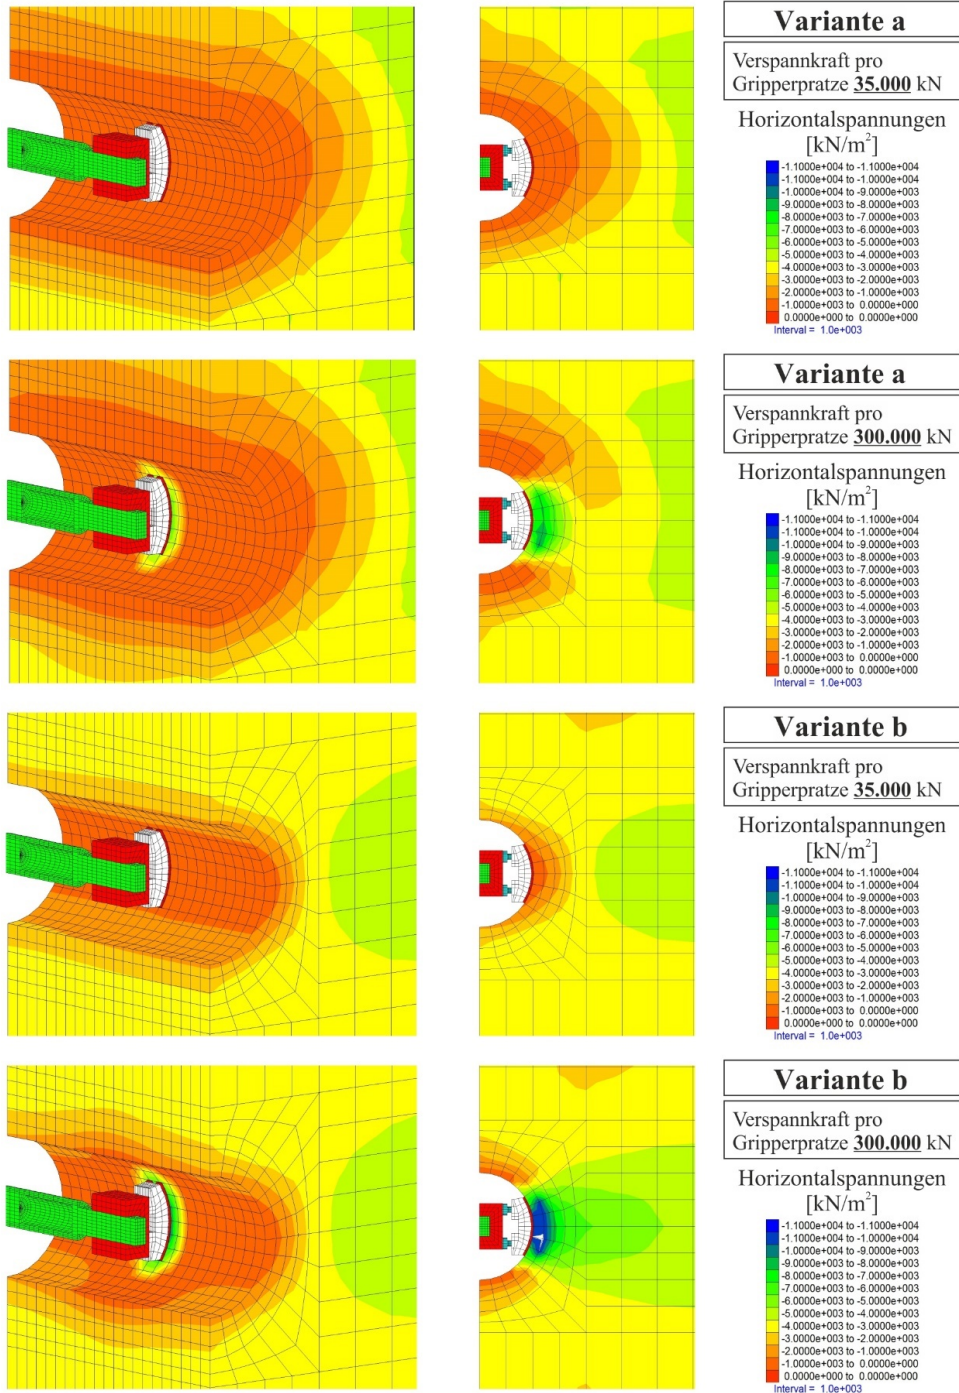 Variante a
Verspannkraft pro
Gripperpratze 35.000 kN
Horizontalspannungen
[kN/m²]
-1.1000e+004 to -1.1000e+004
-1.1000e+004 to -1.0000e+004
-1.0000e+004 to -9.0000e+003
-9.0000e+003 to -8.0000e+003
-8.0000e+003 to -7.0000e+003
-7.0000e+003 to -6.0000e+003
-6.0000e+003 to -5.0000e+003
-5.0000e+003 to -4.0000e+003
-4.0000e+003 to -3.0000e+003
-3.0000e+003 to -2.0000e+003
-2.0000e+003 to -1.0000e+003
-1.0000e+003 to 0.0000e+000
0.0000e+000 to 0.0000e+000
Interval = 1.0e+003
Variante a
Verspannkraft pro
Gripperpratze 300.000 kN
Horizontalspannungen
[kN/m²]
-1.1000e+004 to -1.1000e+004
-1.1000e+004 to -1.0000e+004
-1.0000e+004 to -9.0000e+003
-9.0000e+003 to -8.0000e+003
-8.0000e+003 to -7.0000e+003
-7.0000e+003 to -6.0000e+003
-6.0000e+003 to -5.0000e+003
-5.0000e+003 to -4.0000e+003
-4.0000e+003 to -3.0000e+003
-3.0000e+003 to -2.0000e+003
-2.0000e+003 to -1.0000e+003
-1.0000e+003 to 0.0000e+000
0.0000e+000 to 0.0000e+000
Interval = 1.0e+003
Variante b
Verspannkraft pro
Gripperpratze 35.000 kN
Horizontalspannungen
[kN/m²]
-1.1000e+004 to -1.1000e+004
-1.1000e+004 to -1.0000e+004
-1.0000e+004 to -9.0000e+003
-9.0000e+003 to -8.0000e+003
-8.0000e+003 to -7.0000e+003
-7.0000e+003 to -6.0000e+003
-6.0000e+003 to -5.0000e+003
-5.0000e+003 to -4.0000e+003
-4.0000e+003 to -3.0000e+003
-3.0000e+003 to -2.0000e+003
-2.0000e+003 to -1.0000e+003
-1.0000e+003 to 0.0000e+000
0.0000e+000 to 0.0000e+000
Interval = 1.0e+003
Variante b
Verspannkraft pro
Gripperpratze 300.000 kN
Horizontalspannungen
[kN/m²]
-1.1000e+004 to -1.1000e+004
-1.1000e+004 to -1.0000e+004
-1.0000e+004 to -9.0000e+003
-9.0000e+003 to -8.0000e+003
-8.0000e+003 to -7.0000e+003
-7.0000e+003 to -6.0000e+003
-6.0000e+003 to -5.0000e+003
-5.0000e+003 to -4.0000e+003
-4.0000e+003 to -3.0000e+003
-3.0000e+003 to -2.0000e+003
-2.0000e+003 to -1.0000e+003
-1.0000e+003 to 0.0000e+000
0.0000e+000 to 0.0000e+000
Interval = 1.0e+003